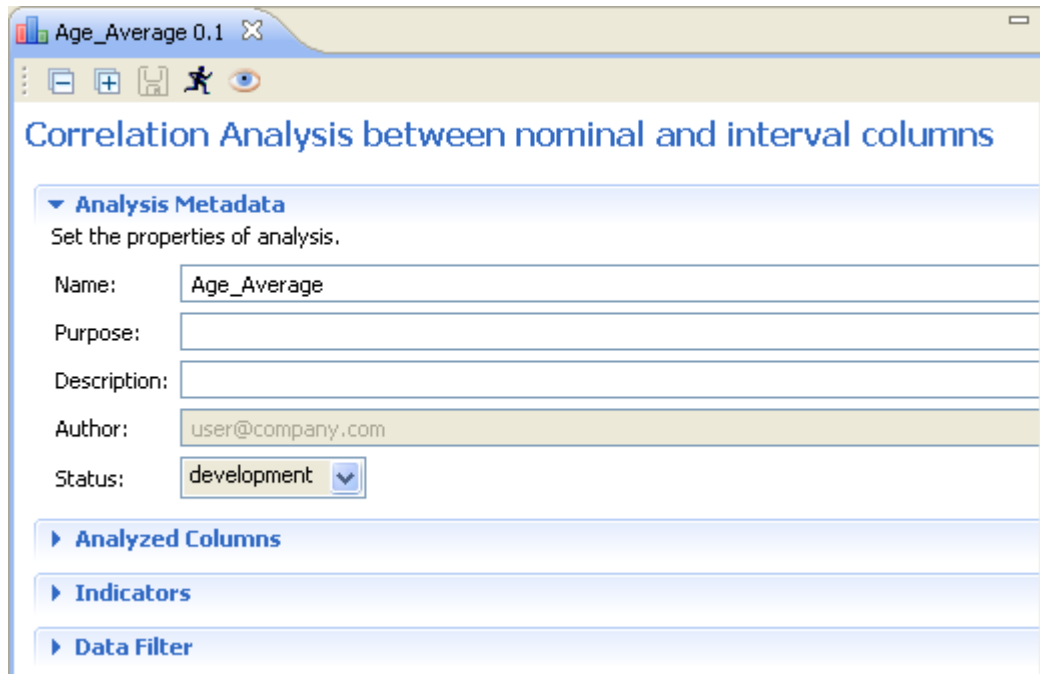 Age_Average 0.1
Correlation Analysis between nominal and interval columns
Analysis Metadata
Set the properties of analysis.
Name: Age_Average
Purpose:
Description:
Author: user@company.com
Status: development
Analyzed Columns
Indicators
Data Filter